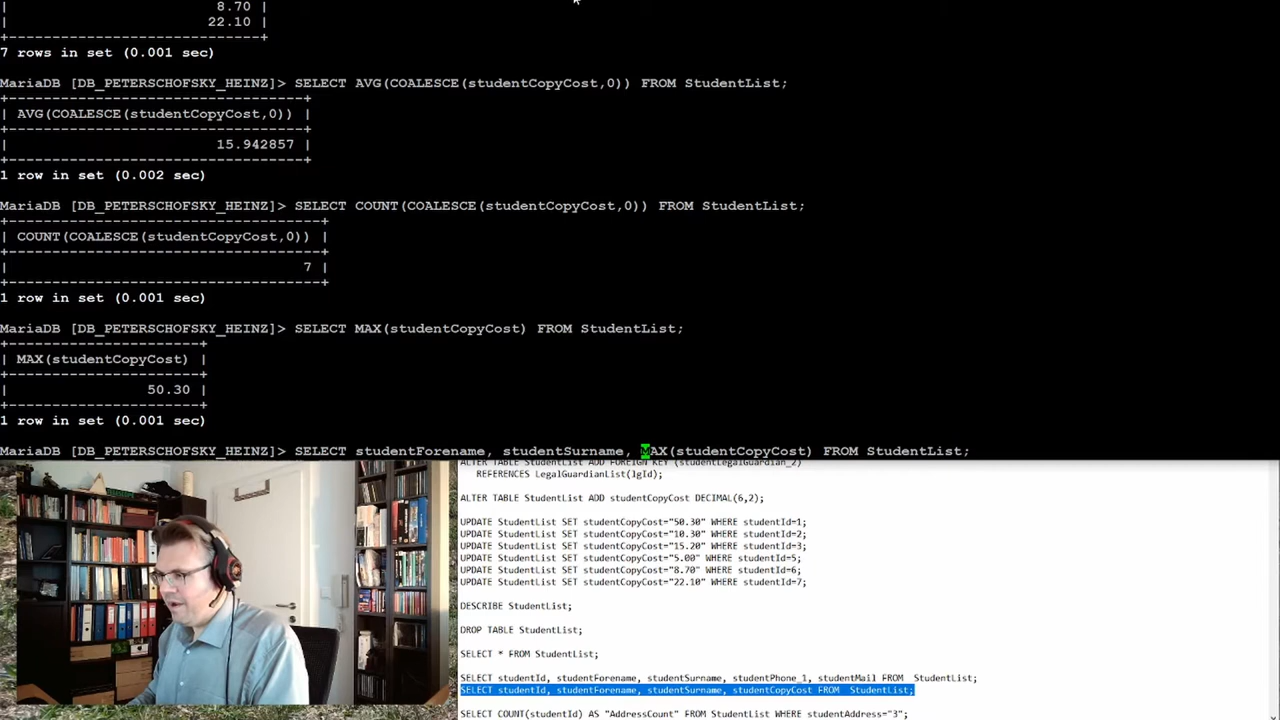 |                         8.70 |
|                        22.10 |
+------------------------------+
7 rows in set (0.001 sec)
MariaDB [DB_PETERSCHOFSKY_HEINZ]> SELECT AVG(COALESCE(studentCopyCost,0)) FROM StudentList;
+----------------------------------+
| AVG(COALESCE(studentCopyCost,0)) |
+----------------------------------+
|                        15.942857 |
+----------------------------------+
1 row in set (0.002 sec)
MariaDB [DB_PETERSCHOFSKY_HEINZ]> SELECT COUNT(COALESCE(studentCopyCost,0)) FROM StudentList;
+------------------------------------+
| COUNT(COALESCE(studentCopyCost,0)) |
+------------------------------------+
|                                  7 |
+------------------------------------+
1 row in set (0.001 sec)
MariaDB [DB_PETERSCHOFSKY_HEINZ]> SELECT MAX(studentCopyCost) FROM StudentList;
+----------------------+
| MAX(studentCopyCost) |
+----------------------+
|                50.30 |
+----------------------+
1 row in set (0.001 sec)
MariaDB [DB_PETERSCHOFSKY_HEINZ]> SELECT studentForename, studentSurname, MAX(studentCopyCost) FROM StudentList;
ALTER TABLE StudentList ADD FOREIGN KEY (studentLegalGuardian_2)
REFERENCES LegalGuardianList(lgId);
ALTER TABLE StudentList ADD studentCopyCost DECIMAL(6,2);
UPDATE StudentList SET studentCopyCost="50.30" WHERE studentId=1;
UPDATE StudentList SET studentCopyCost="10.30" WHERE studentId=2;
UPDATE StudentList SET studentCopyCost="15.20" WHERE studentId=3;
UPDATE StudentList SET studentCopyCost="5.00" WHERE studentId=5;
UPDATE StudentList SET studentCopyCost="8.70" WHERE studentId=6;
UPDATE StudentList SET studentCopyCost="22.10" WHERE studentId=7;
DESCRIBE StudentList;
DROP TABLE StudentList;
SELECT * FROM StudentList;
SELECT studentId, studentForename, studentSurname, studentPhone_1, studentMail FROM  StudentList;
SELECT studentId, studentForename, studentSurname, studentCopyCost FROM  StudentList;
SELECT COUNT(studentId) AS "AddressCount" FROM StudentList WHERE studentAddress="3";